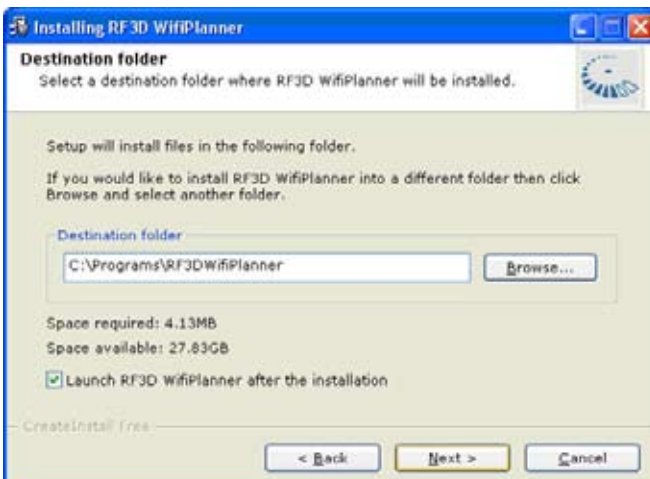 Installing RF3D WifiPlanner
Destination folder
Select a destination folder where RF3D WifiPlanner will be installed.
Setup will install files in the following folder.
If you would like to install RF3D WifiPlanner into a different folder then click
Browse and select another folder.
Destination folder
C:\Programs\RF3DWifiPlanner
Browse...
Space required: 4.13MB
Space available: 27.83GB
Launch RF3D WifiPlanner after the installation
CreateInstall Free
< Back
Next >
Cancel